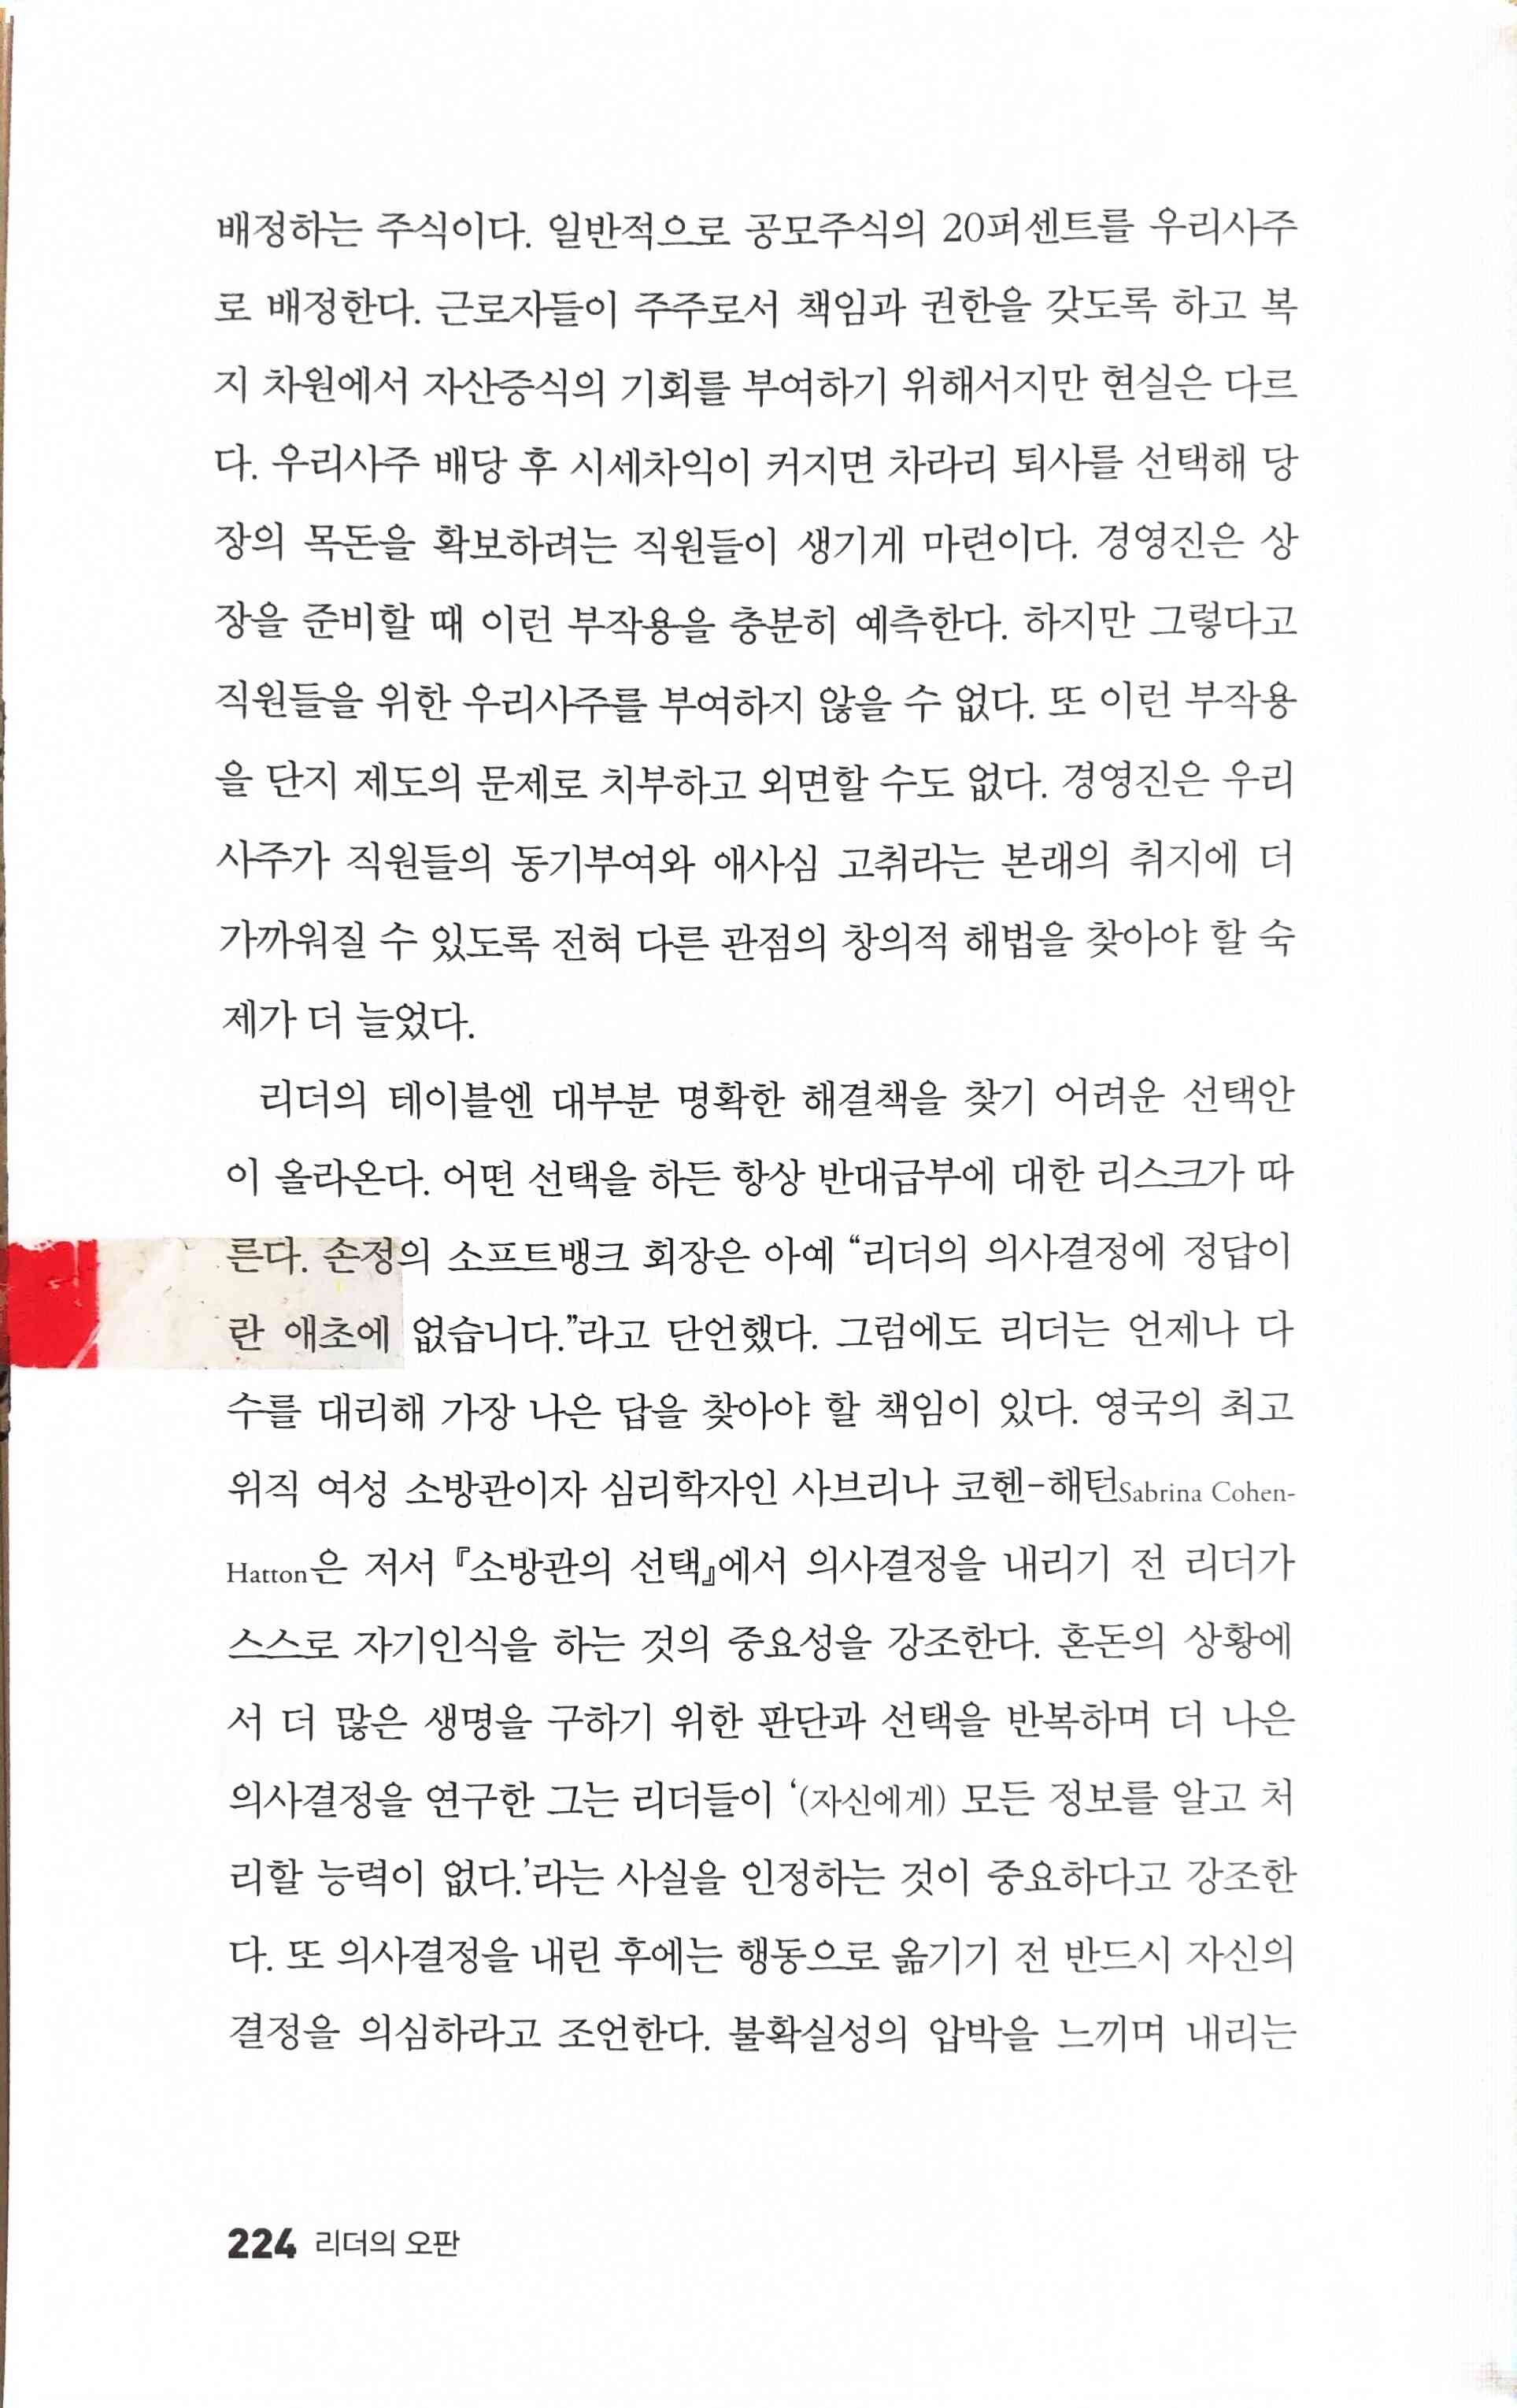 배정하는 주식이다. 일반적으로 공모주식의 20퍼센트를 우리사주
로 배정한다. 근로자들이 주주로서 책임과 권한을 갖도록 하고 복
지 차원에서 자산증식의 기회를 부여하기 위해서지만 현실은 다르
다. 우리사주 배당 후 시세차익이 커지면 차라리 퇴사를 선택해 당
장의 목돈을 확보하려는 직원들이 생기게 마련이다. 경영진은 상
장을 준비할 때 이런 부작용을 충분히 예측한다. 하지만 그렇다고
직원들을 위한 우리사주를 부여하지 않을 수 없다. 또 이런 부작용
을 단지 제도의 문제로 치부하고 외면할 수도 없다. 경영진은 우리
사주가 직원들의 동기부여와 애사심 고취라는 본래의 취지에 더
가까워질 수 있도록 전혀 다른 관점의 창의적 해법을 찾아야 할 숙
제가 더 늘었다.
리더의 테이블엔 대부분 명확한 해결책을 찾기 어려운 선택안
이 올라온다. 어떤 선택을 하든 항상 반대급부에 대한 리스크가 따
른다. 손정의 소프트뱅크 회장은 아예 “리더의 의사결정에 정답이
란 애초에 없습니다.”라고 단언했다. 그럼에도 리더는 언제나 다
수를 대리해 가장 나은 답을 찾아야 할 책임이 있다. 영국의 최고
위직 여성 소방관이자 심리학자인 사브리나 코헨-해턴Sabrina Cohen-
Hatton은 저서 『소방관의 선택』에서 의사결정을 내리기 전 리더가
스스로 자기인식을 하는 것의 중요성을 강조한다. 혼돈의 상황에
서 더 많은 생명을 구하기 위한 판단과 선택을 반복하며 더 나은
의사결정을 연구한 그는 리더들이 ‘(자신에게) 모든 정보를 알고 처
리할 능력이 없다.’라는 사실을 인정하는 것이 중요하다고 강조한
다. 또 의사결정을 내린 후에는 행동으로 옮기기 전 반드시 자신의
결정을 의심하라고 조언한다. 불확실성의 압박을 느끼며 내리는
224 리더의 오판